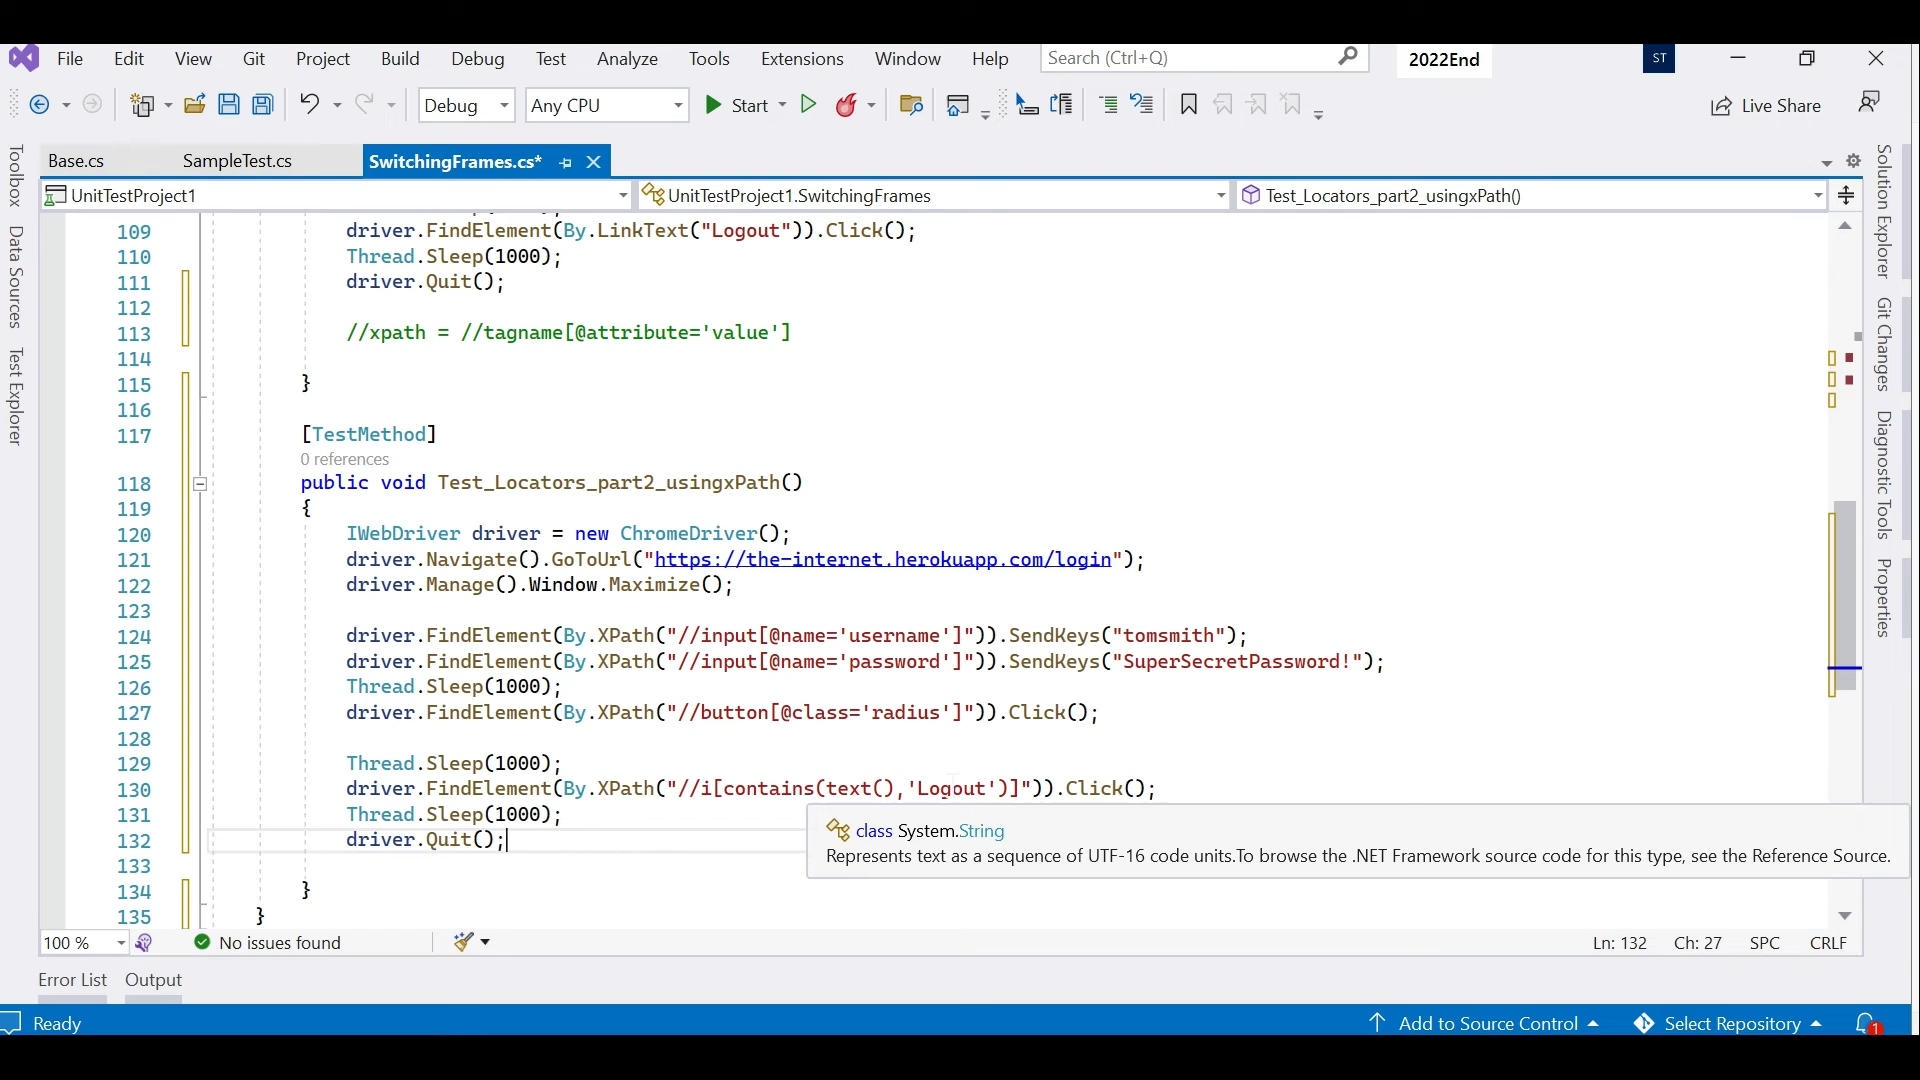 File Edit View Git Project Build Debug Test Analyze Tools Extensions Window Help Search (Ctrl+Q) 2022End ST
Debug Any CPU Start Live Share
Base.cs SampleTest.cs SwitchingFrames.cs*
UnitTestProject1 UnitTestProject1.SwitchingFrames Test_Locators_part2_usingxPath()
Toolbox
Data Sources
Test Explorer
109 driver.FindElement(By.LinkText("Logout")).Click();
110 Thread.Sleep(1000);
111 driver.Quit();
112
113 //xpath = //tagname[@attribute='value']
114
115 }
116
117 [TestMethod]
0 references
118 public void Test_Locators_part2_usingxPath()
119 {
120 IWebDriver driver = new ChromeDriver();
121 driver.Navigate().GoToUrl("https://the-internet.herokuapp.com/login");
122 driver.Manage().Window.Maximize();
123
124 driver.FindElement(By.XPath("//input[@name='username']")).SendKeys("tomsmith");
125 driver.FindElement(By.XPath("//input[@name='password']")).SendKeys("SuperSecretPassword!");
126 Thread.Sleep(1000);
127 driver.FindElement(By.XPath("//button[@class='radius']")).Click();
128
129 Thread.Sleep(1000);
130 driver.FindElement(By.XPath("//i[contains(text(),'Logout')]")).Click();
131 Thread.Sleep(1000);
132 driver.Quit();
133
134 }
135 }
class System.String
Represents text as a sequence of UTF-16 code units.To browse the .NET Framework source code for this type, see the Reference Source.
Solution Explorer
Git Changes
Diagnostic Tools
Properties
100 % No issues found Ln: 132 Ch: 27 SPC CRLF
Error List Output
Ready Add to Source Control Select Repository 1